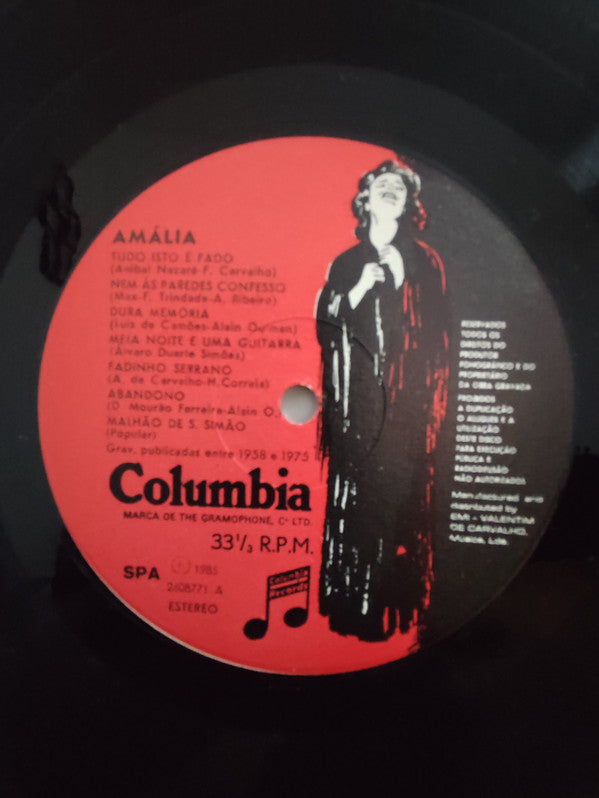 AMÁLIA
TUDO ISTO É FADO
(Aníbal Nazaré-F. Carvalho)
NEM ÀS PAREDES CONFESSO
(Max-F. Trindade-A. Ribeiro)
DURA MEMÓRIA
(Luis de Camões-Alain Oulman)
MEIA NOITE E UMA GUITARRA
(Álvaro Duarte Simões)
FADINHO SERRANO
(A. de Carvalho-H. Correia)
ABANDONO
(D. Mourão Ferreira-Alain O.
MALHÃO DE S. SIMÃO
(Popular)
Grav. publicadas entre 1958 e 1975
Columbia
MARCA DE THE GRAMOPHONE, Cº LTD.
33 1/3 R.P.M.
SPA
Ⓟ 1985
2608771 A
ESTEREO
Columbia
Records
RESERVADOS
TODOS OS
DIREITOS DO
PRODUTOR
FONOGRÁFICO E DO
PROPRIETÁRIO
DA OBRA GRAVADA
PROIBIDOS
A DUPLICAÇÃO
O ALUGUER E A
UTILIZAÇÃO
DESTE DISCO
PARA EXECUÇÃO
PÚBLICA E
RADIODIFUSÃO
NÃO AUTORIZADOS
Manufactured and
distributed by
EMI - VALENTIM
DE CARVALHO,
Música, Lda.